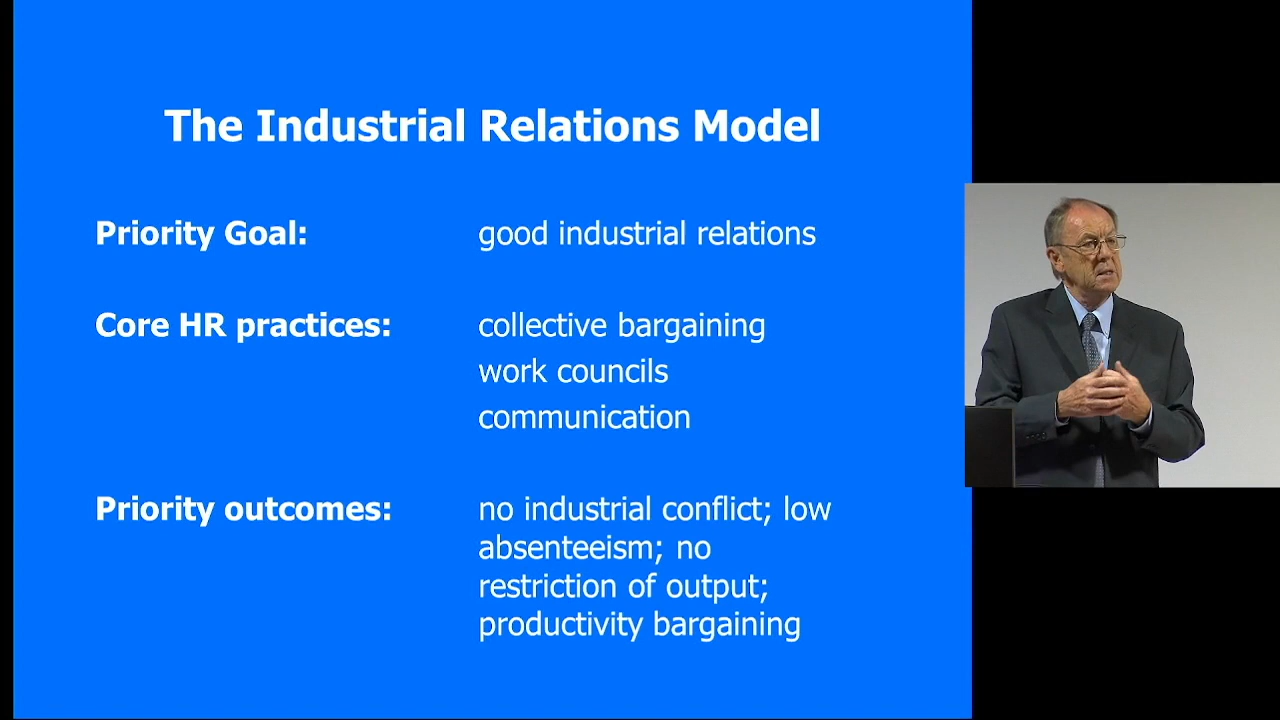 The Industrial Relations Model
Priority Goal: good industrial relations
Core HR practices: collective bargaining
work councils
communication
Priority outcomes: no industrial conflict; low
absenteeism; no
restriction of output;
productivity bargaining